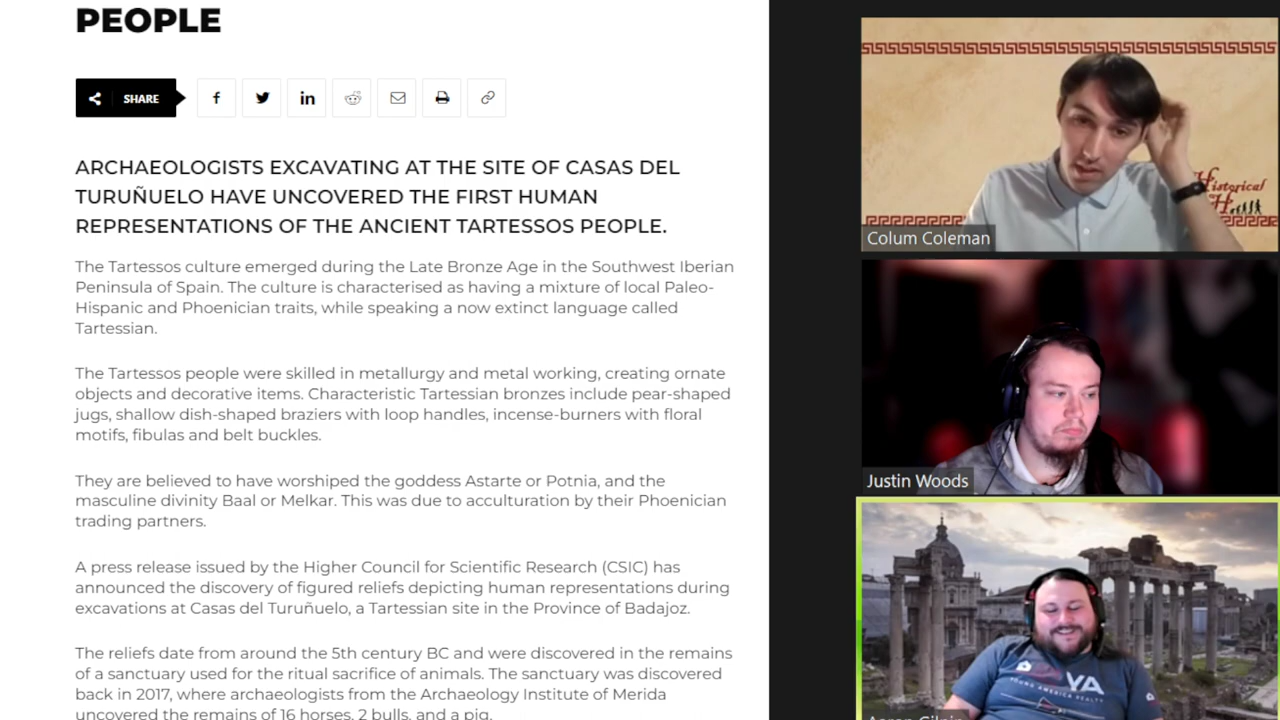 PEOPLE
SHARE
ARCHAEOLOGISTS EXCAVATING AT THE SITE OF CASAS DEL
TURUÑUELO HAVE UNCOVERED THE FIRST HUMAN
REPRESENTATIONS OF THE ANCIENT TARTESSOS PEOPLE.
The Tartessos culture emerged during the Late Bronze Age in the Southwest Iberian
Peninsula of Spain. The culture is characterised as having a mixture of local Paleo-
Hispanic and Phoenician traits, while speaking a now extinct language called
Tartessian.
The Tartessos people were skilled in metallurgy and metal working, creating ornate
objects and decorative items. Characteristic Tartessian bronzes include pear-shaped
jugs, shallow dish-shaped braziers with loop handles, incense-burners with floral
motifs, fibulas and belt buckles.
They are believed to have worshiped the goddess Astarte or Potnia, and the
masculine divinity Baal or Melkar. This was due to acculturation by their Phoenician
trading partners.
A press release issued by the Higher Council for Scientific Research (CSIC) has
announced the discovery of figured reliefs depicting human representations during
excavations at Casas del Turuñuelo, a Tartessian site in the Province of Badajoz.
The reliefs date from around the 5th century BC and were discovered in the remains
of a sanctuary used for the ritual sacrifice of animals. The sanctuary was discovered
back in 2017, where archaeologists from the Archaeology Institute of Merida
uncovered the remains of 16 horses, 2 bulls, and a pig.
Historical
Colum Coleman
Justin Woods
VA
YOUNG AMERICA REALTY